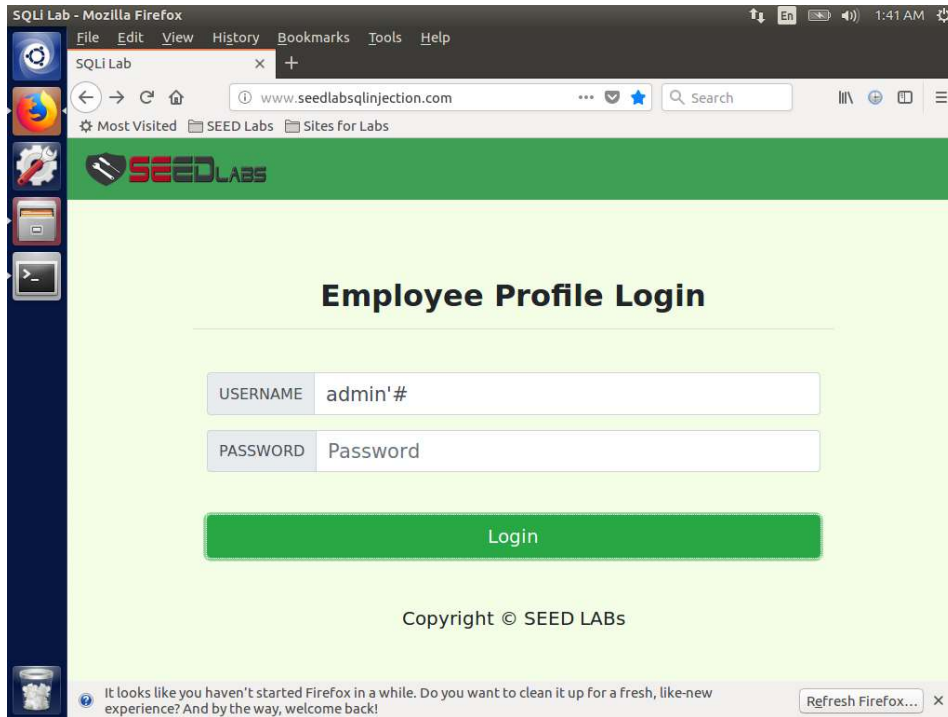 SQLi Lab - Mozilla Firefox
En
1:41 AM
File Edit View History Bookmarks Tools Help
SQLi Lab
www.seedlabsqlinjection.com
Search
Most Visited SEED Labs Sites for Labs
SEEDLABS
Employee Profile Login
USERNAME admin'#
PASSWORD Password
Login
Copyright © SEED LABs
It looks like you haven't started Firefox in a while. Do you want to clean it up for a fresh, like-new
experience? And by the way, welcome back!
Refresh Firefox...